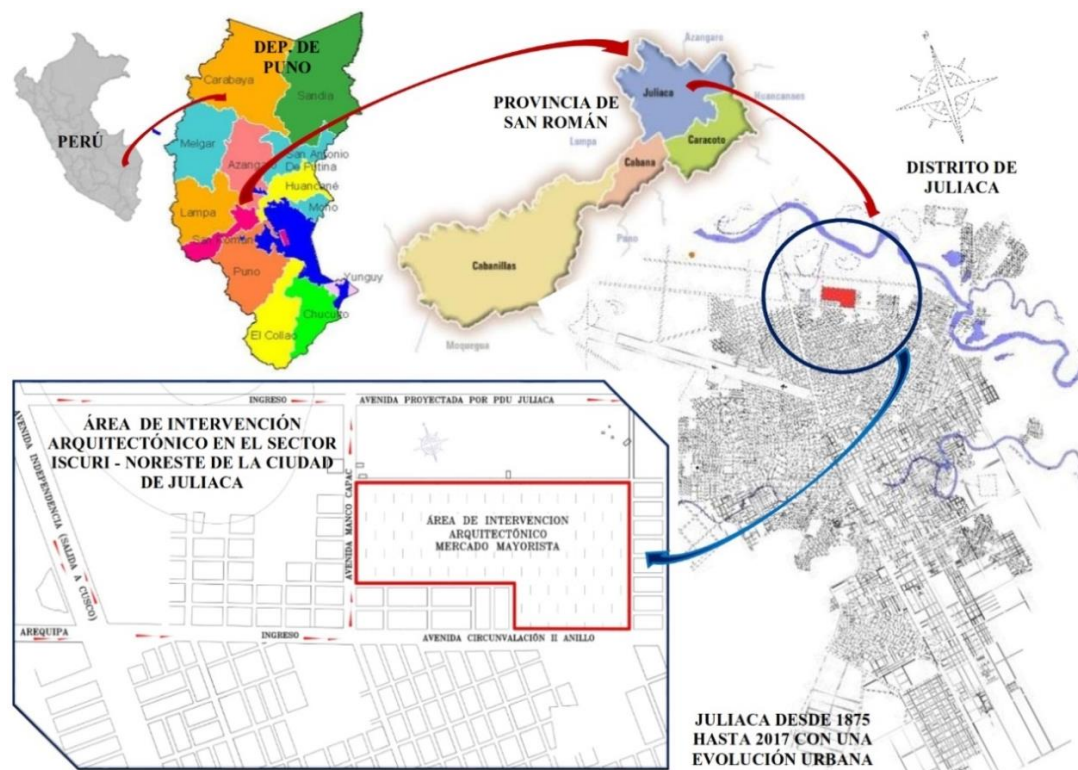 DEP. DE
PUNO
Carabaya
Sandia
PERÚ
Melgar
Azangaro
San Antonio
De Putina
Huancané
Moho
Lampa
San Román
Puno
Yunguy
Chucuito
El Collao
PROVINCIA DE
SAN ROMÁN
Azangaro
Juliaca
Huancanes
Lampa
Caracoto
Cabana
Puno
Cabanillas
Moquegua
DISTRITO DE
JULIACA
INGRESO
AVENIDA PROYECTADA POR PDU JULIACA
ÁREA DE INTERVENCIÓN
ARQUITECTÓNICO EN EL SECTOR
ISCURI - NORESTE DE LA CIUDAD
DE JULIACA
AVENIDA INDEPENDENCIA (SALIDA A CUSCO)
AVENIDA MANCO CAPAC
ÁREA DE INTERVENCION
ARQUITECTÓNICO
MERCADO MAYORISTA
AREQUIPA
INGRESO
AVENIDA CIRCUNVALACIÓN II ANILLO
JULIACA DESDE 1875
HASTA 2017 CON UNA
EVOLUCIÓN URBANA